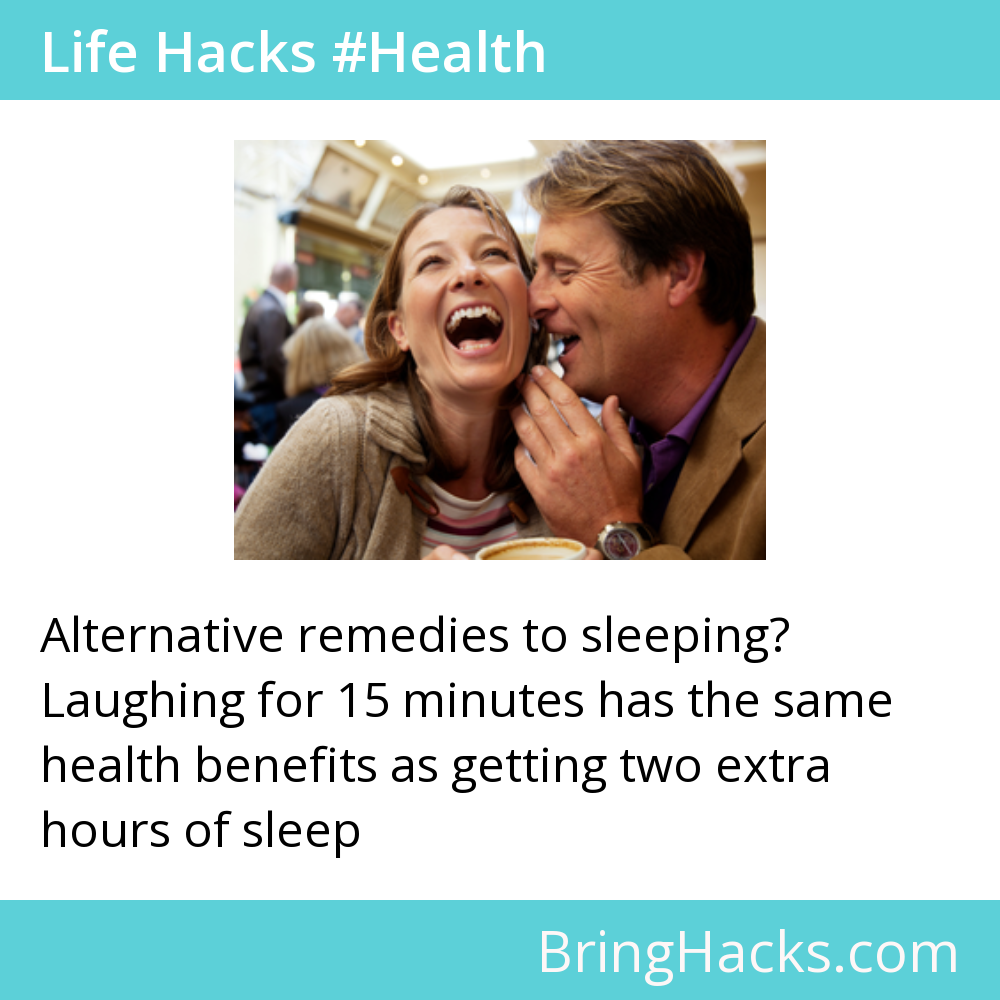 Life Hacks #Health
Alternative remedies to sleeping?
Laughing for 15 minutes has the same
health benefits as getting two extra
hours of sleep
BringHacks.com